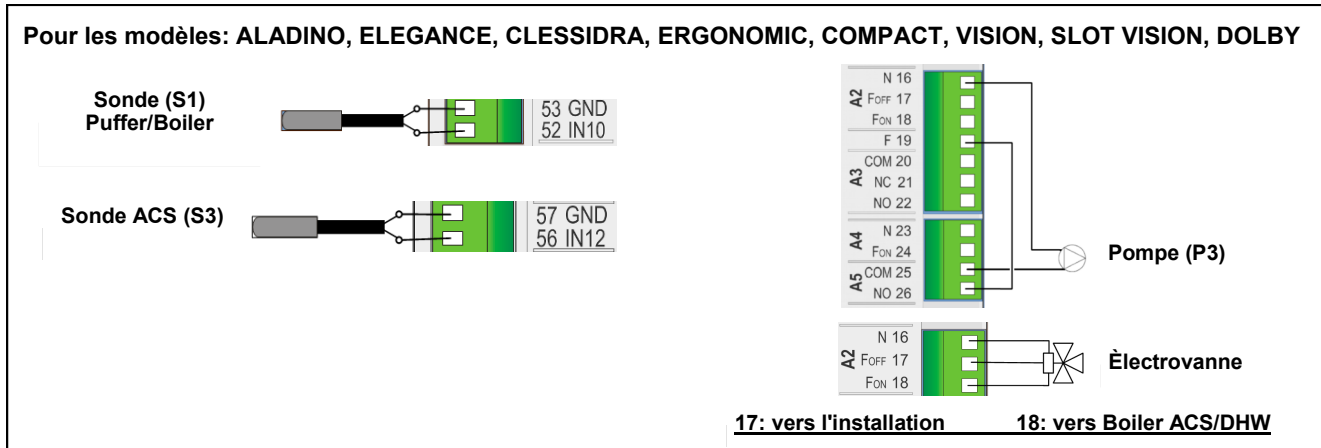 Pour les modèles: ALADINO, ELEGANCE, CLESSIDRA, ERGONOMIC, COMPACT, VISION, SLOT VISION, DOLBY
Sonde (S1)
Puffer/Boiler
53 GND
52 IN10
Sonde ACS (S3)
57 GND
56 IN12
A2
N 16
FOFF 17
FON 18
F 19
A3
COM 20
NC 21
NO 22
A4
N 23
FON 24
A5
COM 25
NO 26
Pompe (P3)
A2
N 16
FOFF 17
FON 18
Èlectrovanne
17: vers l'installation 18: vers Boiler ACS/DHW